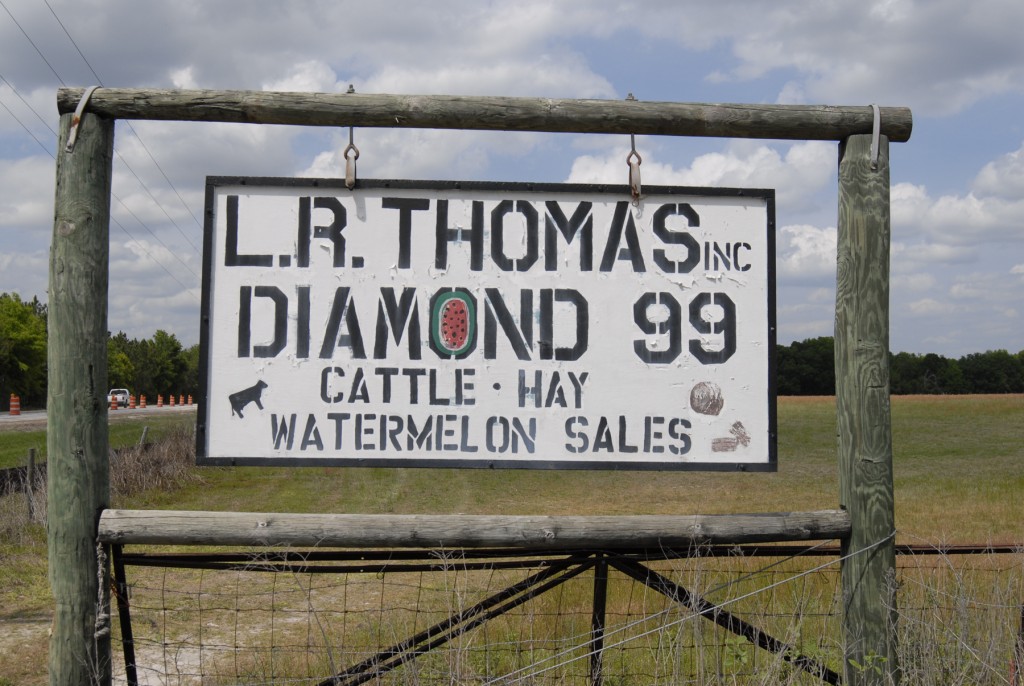 L.R. THOMAS INC
DIAMOND 99
CATTLE · HAY
WATERMELON SALES